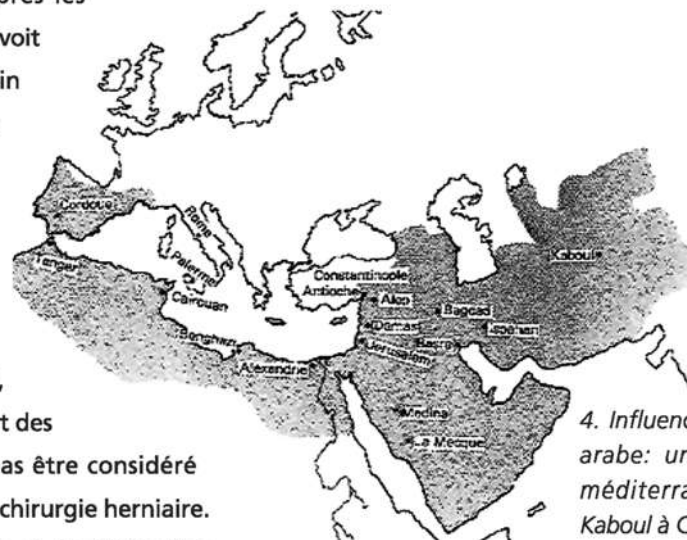 voit
in
,
t des
as être considéré
chirurgie herniaire.
Cordoue
Rome
Tanger
Palerme
Cairouan
Benghazi
Alexandrie
Constantinople
Antioche
Alep
Damas
Jerusalem
Bagdad
Basra
Ispahan
Kaboul
Medina
La Mecque
4. Influenc
arabe: un
méditerra
Kaboul à C